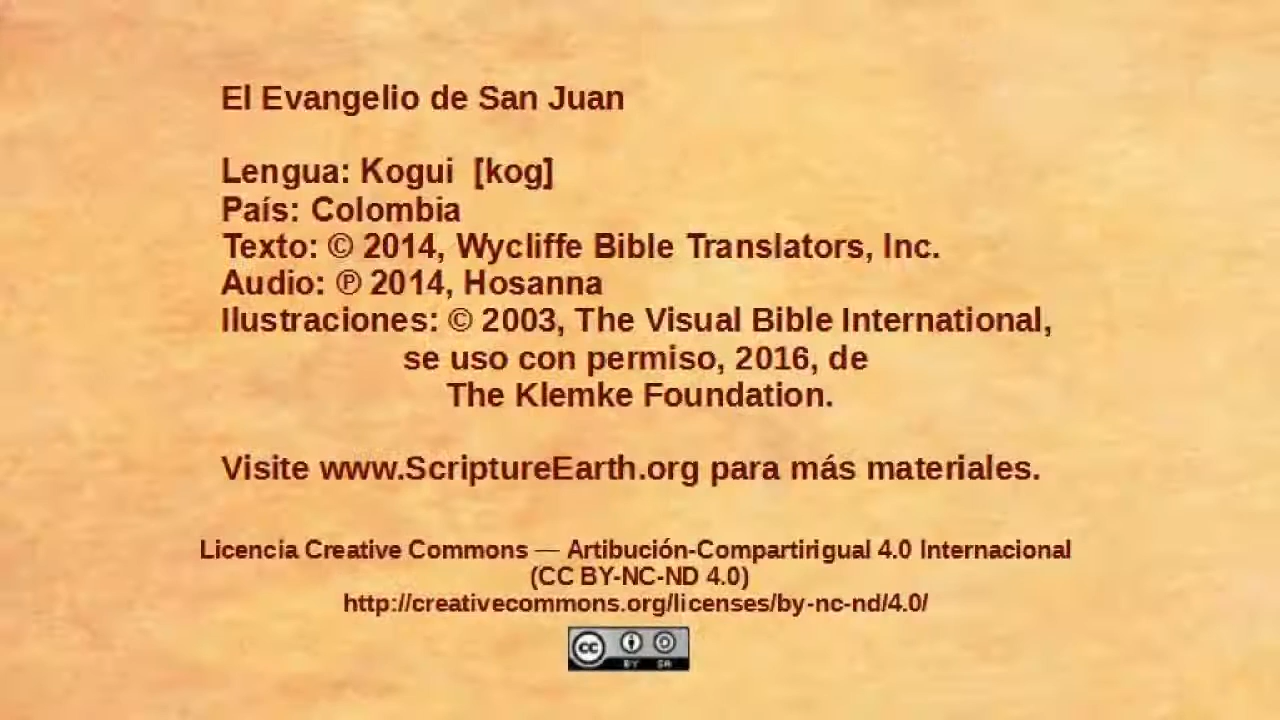 El Evangelio de San Juan
Lengua: Kogui [kog]
País: Colombia
Texto: © 2014, Wycliffe Bible Translators, Inc.
Audio: ℗ 2014, Hosanna
Ilustraciones: © 2003, The Visual Bible International,
se uso con permiso, 2016, de
The Klemke Foundation.
Visite www.ScriptureEarth.org para más materiales.
Licencia Creative Commons — Artibución-Compartirigual 4.0 Internacional
(CC BY-NC-ND 4.0)
http://creativecommons.org/licenses/by-nc-nd/4.0/
cc
BY SA